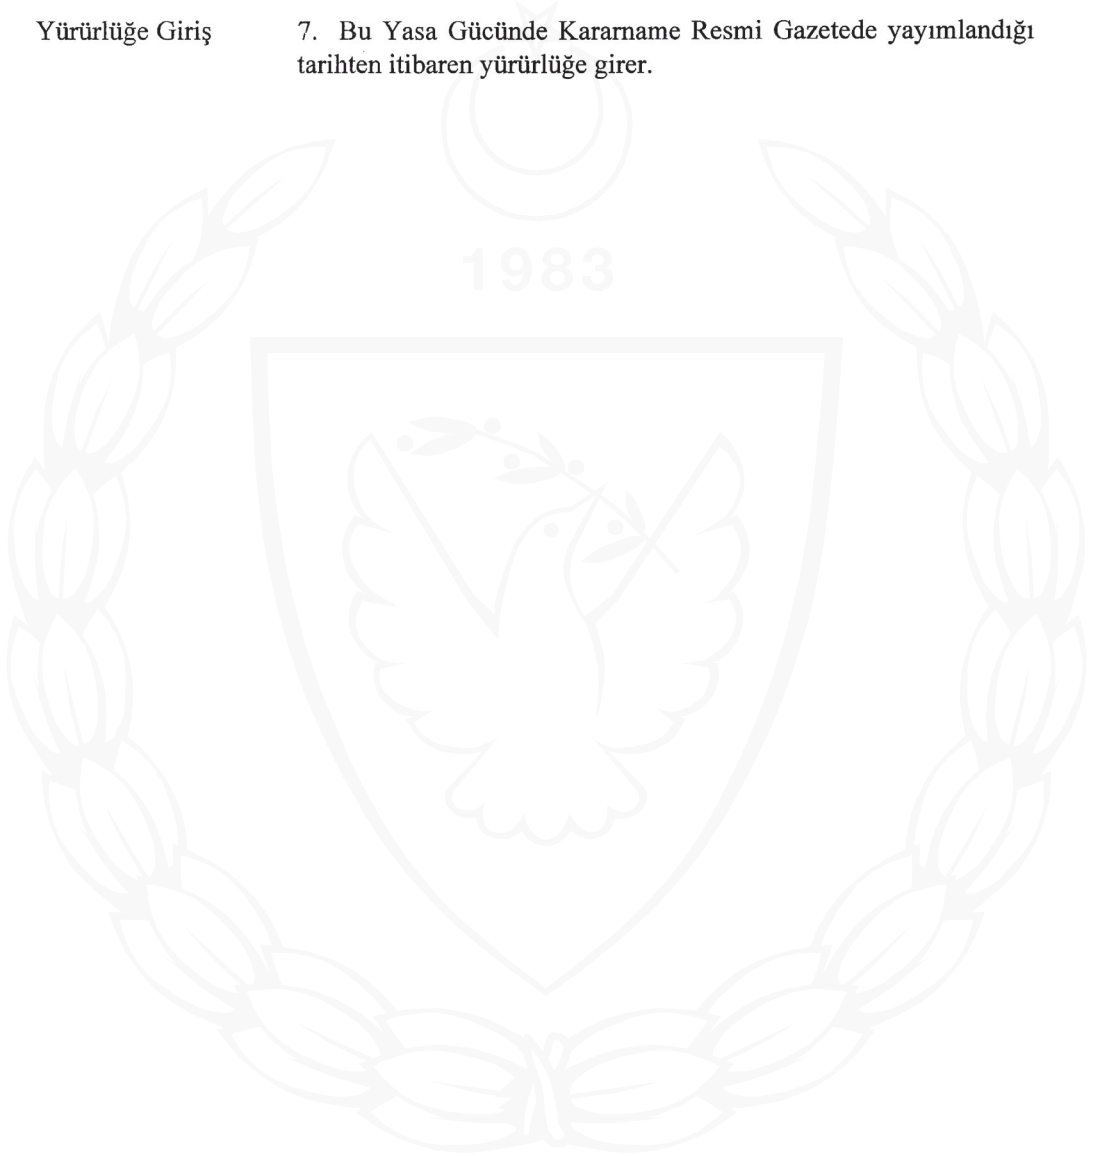 Yürürlüğe Giriş 7. Bu Yasa Gücünde Kararname Resmi Gazetede yayımlandığı
tarihten itibaren yürürlüğe girer.
1983